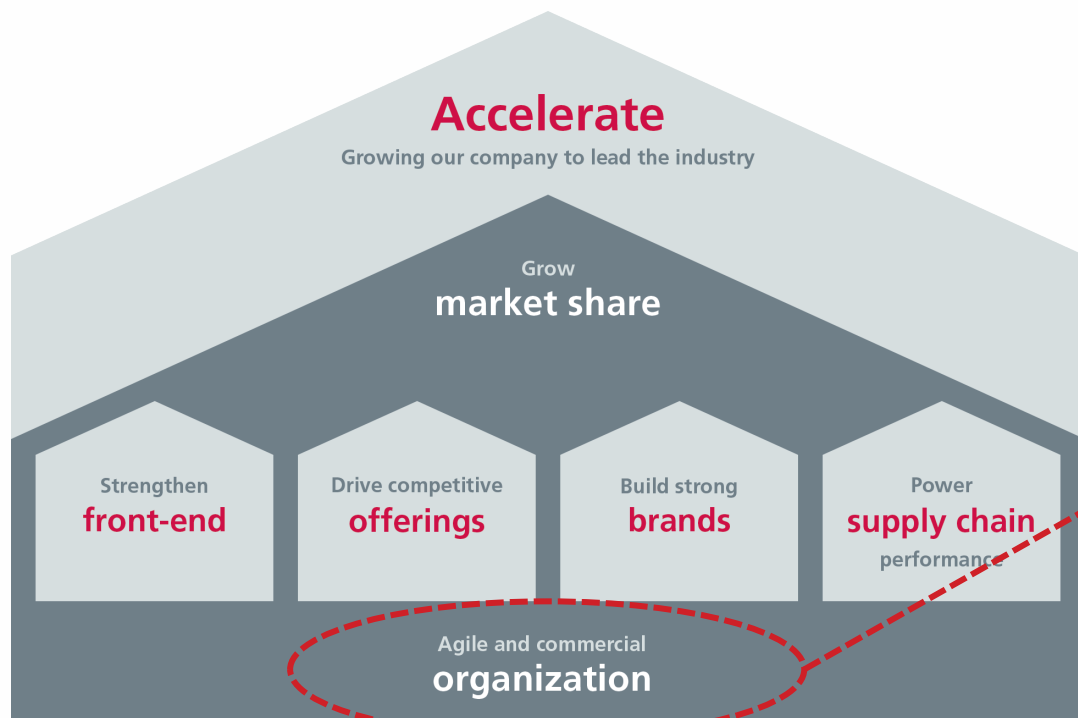 Accelerate
Growing our company to lead the industry
Grow
market share
Strengthen
front-end
Drive competitive
offerings
Build strong
brands
Power
supply chain
performance
Agile and commercial
organization